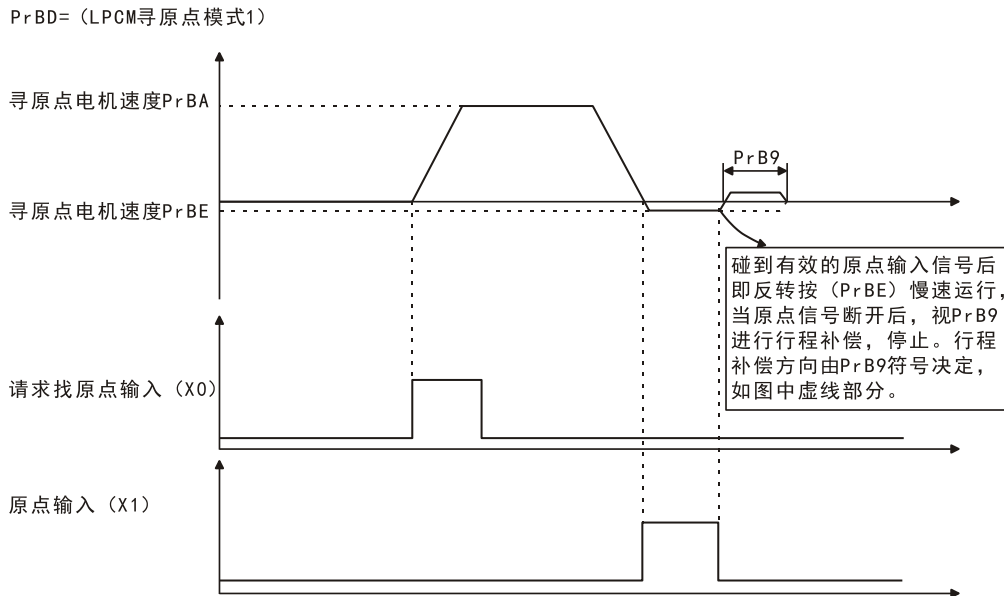 PrBD=（LPCM寻原点模式1）
寻原点电机速度PrBA
PrB9
寻原点电机速度PrBE
碰到有效的原点输入信号后
即反转按（PrBE）慢速运行，
当原点信号断开后，视PrB9
进行行程补偿，停止。行程
补偿方向由PrB9符号决定，
如图中虚线部分。
请求找原点输入（X0）
原点输入（X1）